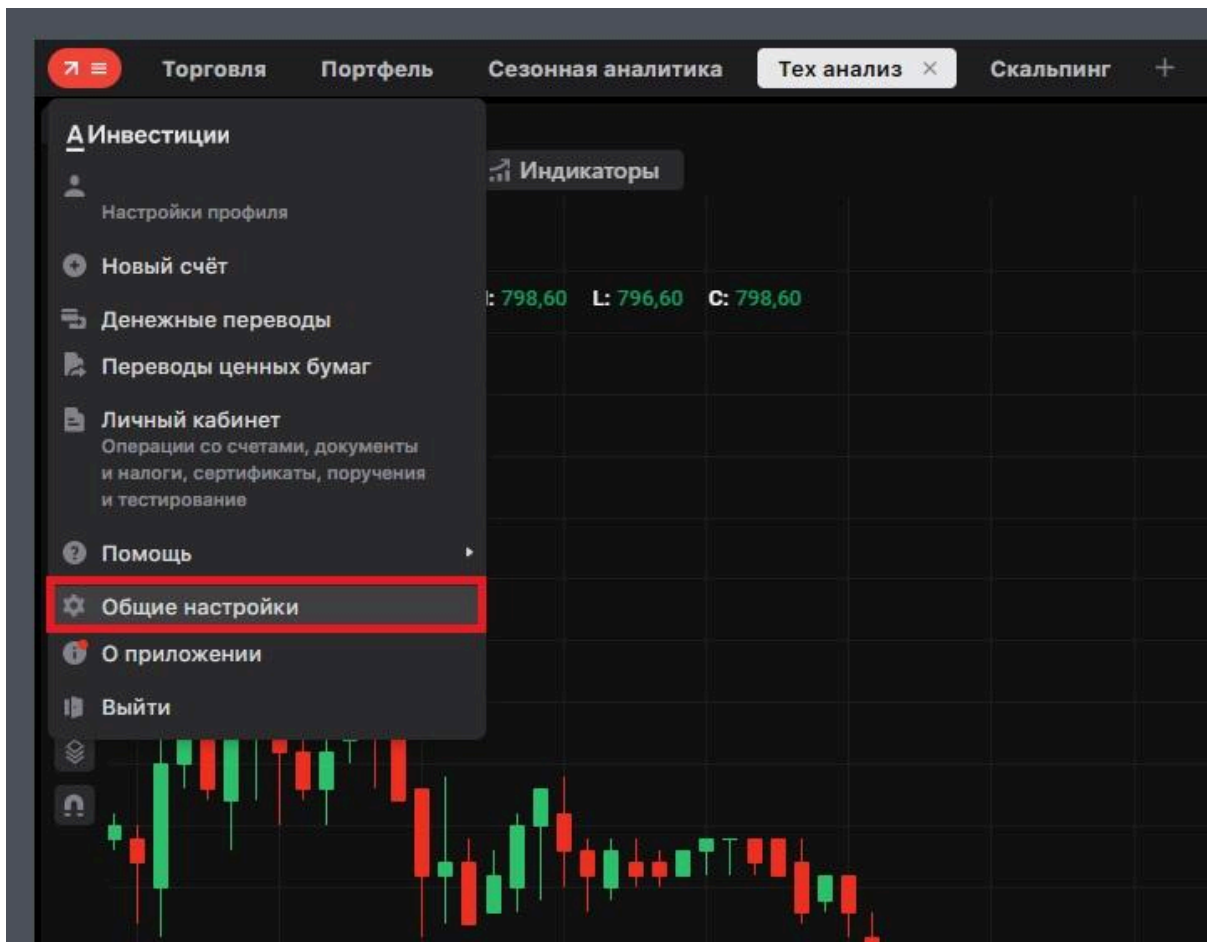 Торговля Портфель Сезонная аналитика Тех анализ Скальпинг
А Инвестиции
Индикаторы
Настройки профиля
Новый счёт
: 798,60 L: 796,60 C: 798,60
Денежные переводы
Переводы ценных бумаг
Личный кабинет
Операции со счетами, документы
и налоги, сертификаты, поручения
и тестирование
Помощь
Общие настройки
О приложении
Выйти